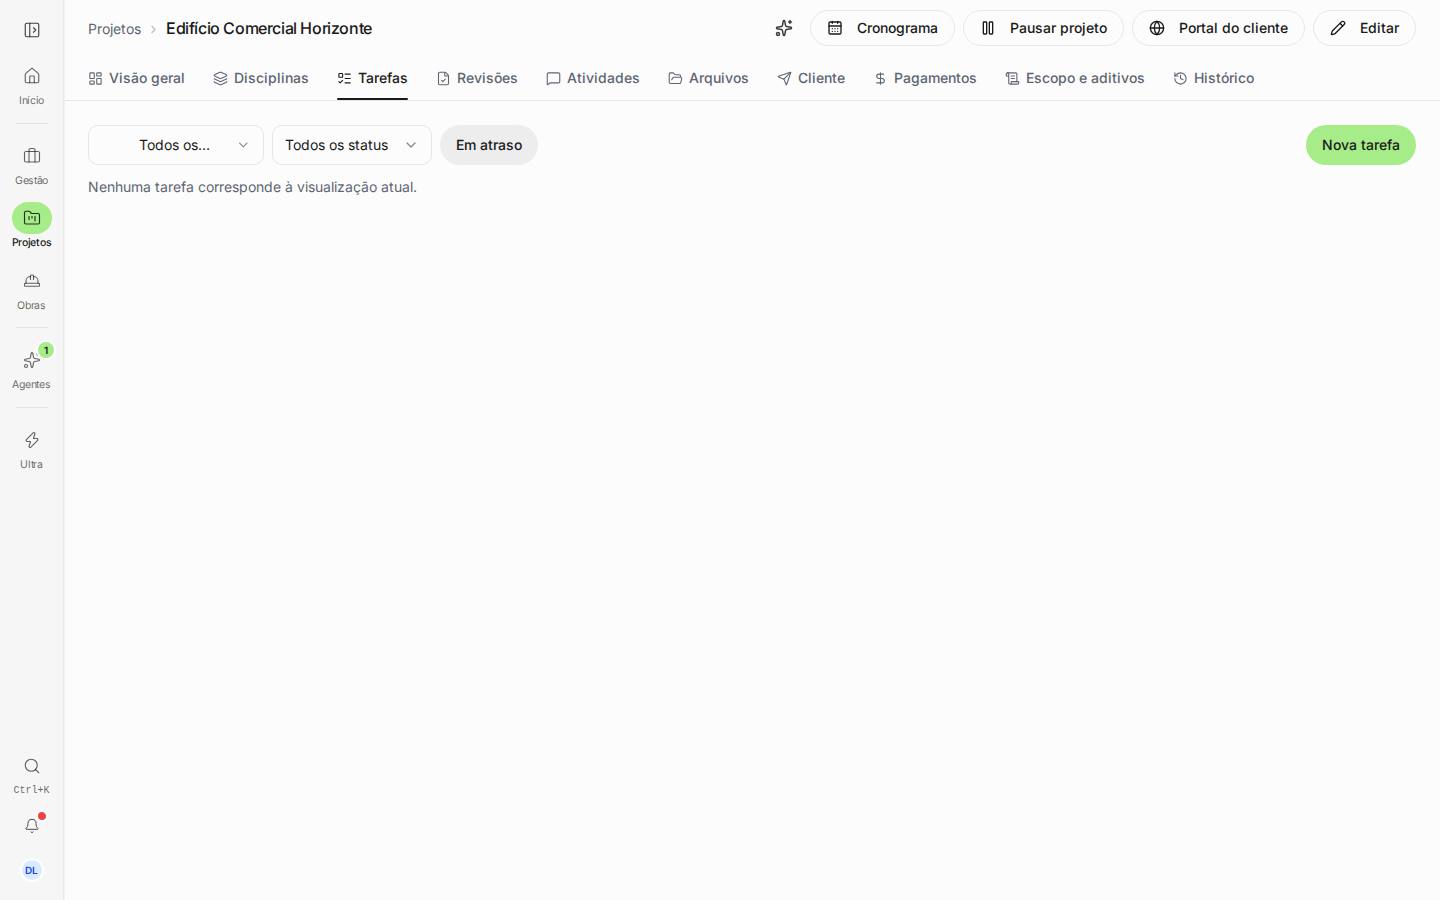 Projetos
Edifício Comercial Horizonte
Cronograma
Pausar projeto
Portal do cliente
Editar
Início
Gestão
Projetos
Obras
1
Agentes
Ultra
Ctrl+K
DL
Visão geral
Disciplinas
Tarefas
Revisões
Atividades
Arquivos
Cliente
Pagamentos
Escopo e aditivos
Histórico
Todos os...
Todos os status
Em atraso
Nova tarefa
Nenhuma tarefa corresponde à visualização atual.